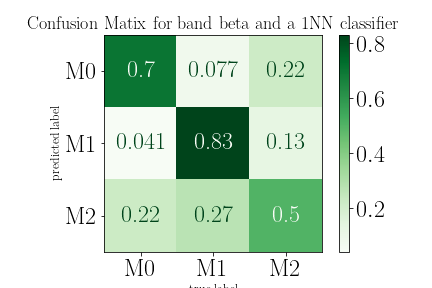 Confusion Matix for band beta and a 1NN classifier
M0 0.7 0.077 0.22
M1 0.041 0.83 0.13
M2 0.22 0.27 0.5
predicted label
M0 M1 M2
true label
0.8
0.6
0.4
0.2